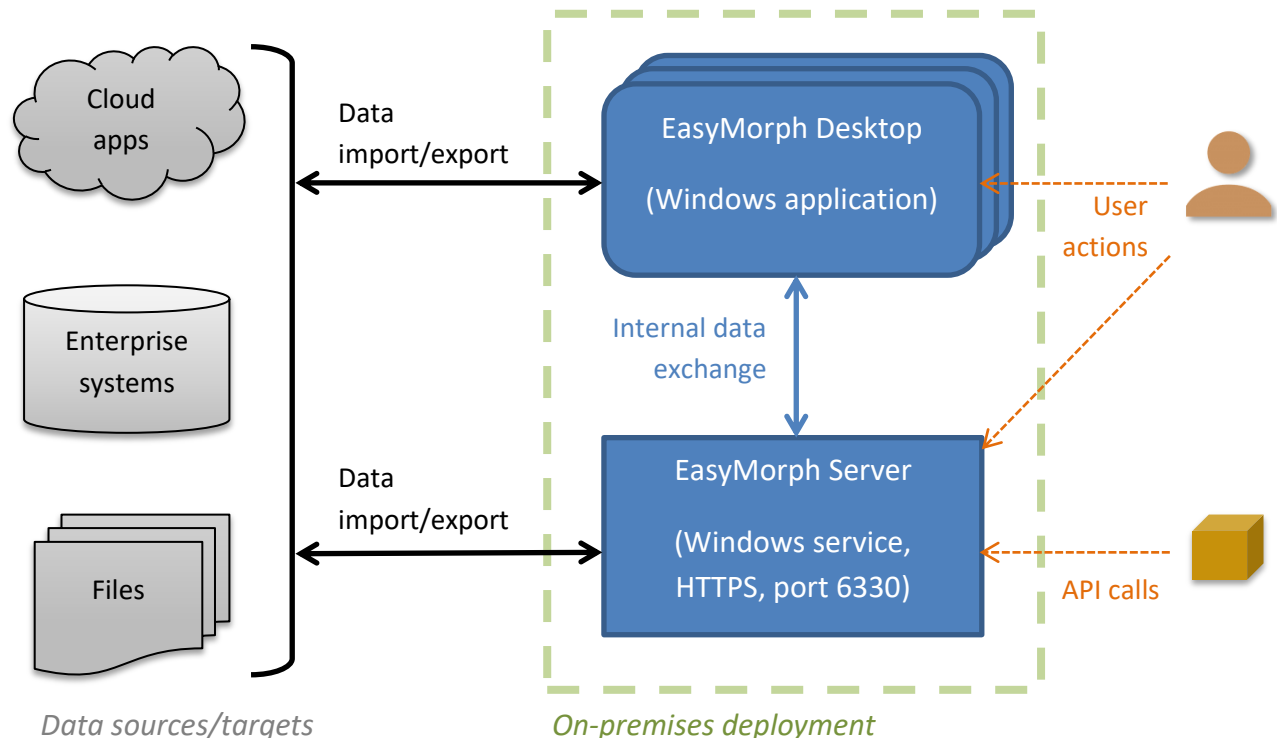 Cloud
apps
Data
import/export
EasyMorph Desktop
(Windows application)
User
actions
Enterprise
systems
Internal data
exchange
Data
import/export
EasyMorph Server
(Windows service,
HTTPS, port 6330)
Files
API calls
Data sources/targets
On-premises deployment